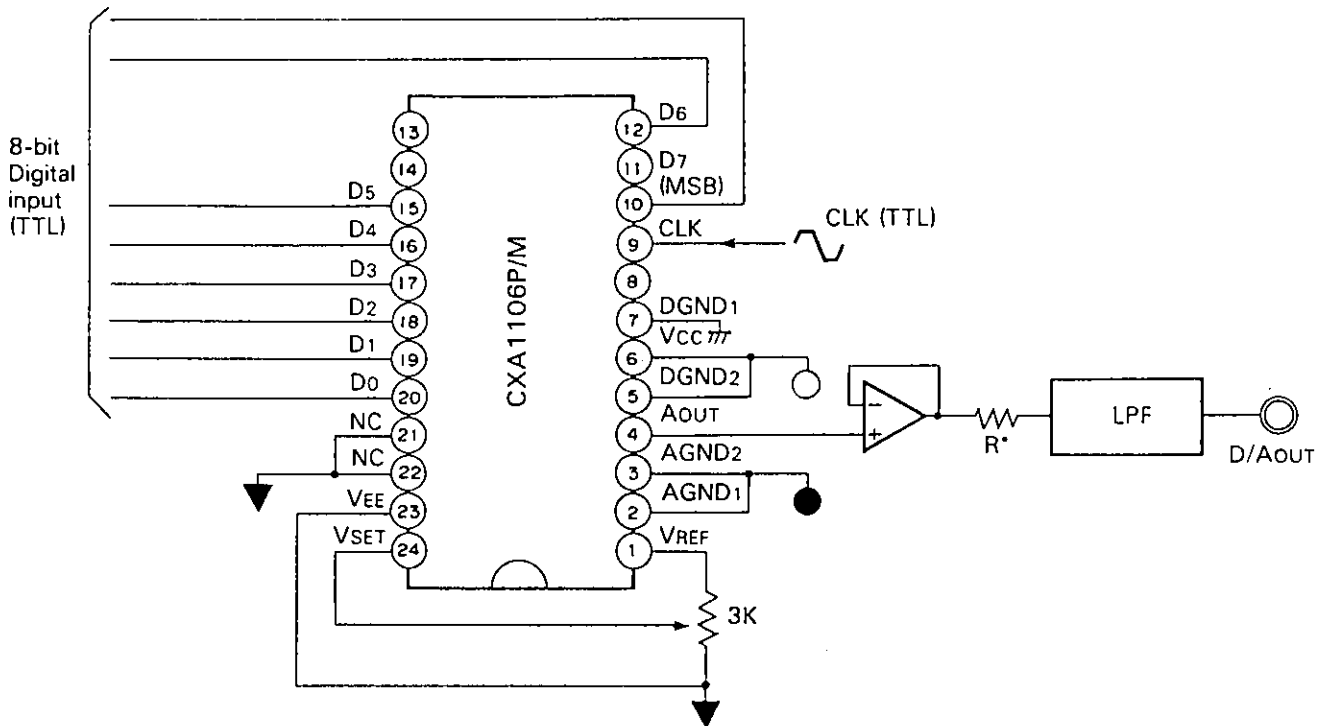 8-bit
Digital
input
(TTL)
D5
D4
D3
D2
D1
D0
NC
NC
VEE
VSET
13
14
15
16
17
18
19
20
21
22
23
24
CXA1106P/M
12
11
10
9
8
7
6
5
4
3
2
1
D6
D7
(MSB)
CLK
DGND1
VCC
DGND2
AOUT
AGND2
AGND1
VREF
CLK (TTL)
3K
−
+
R*
LPF
D/AOUT